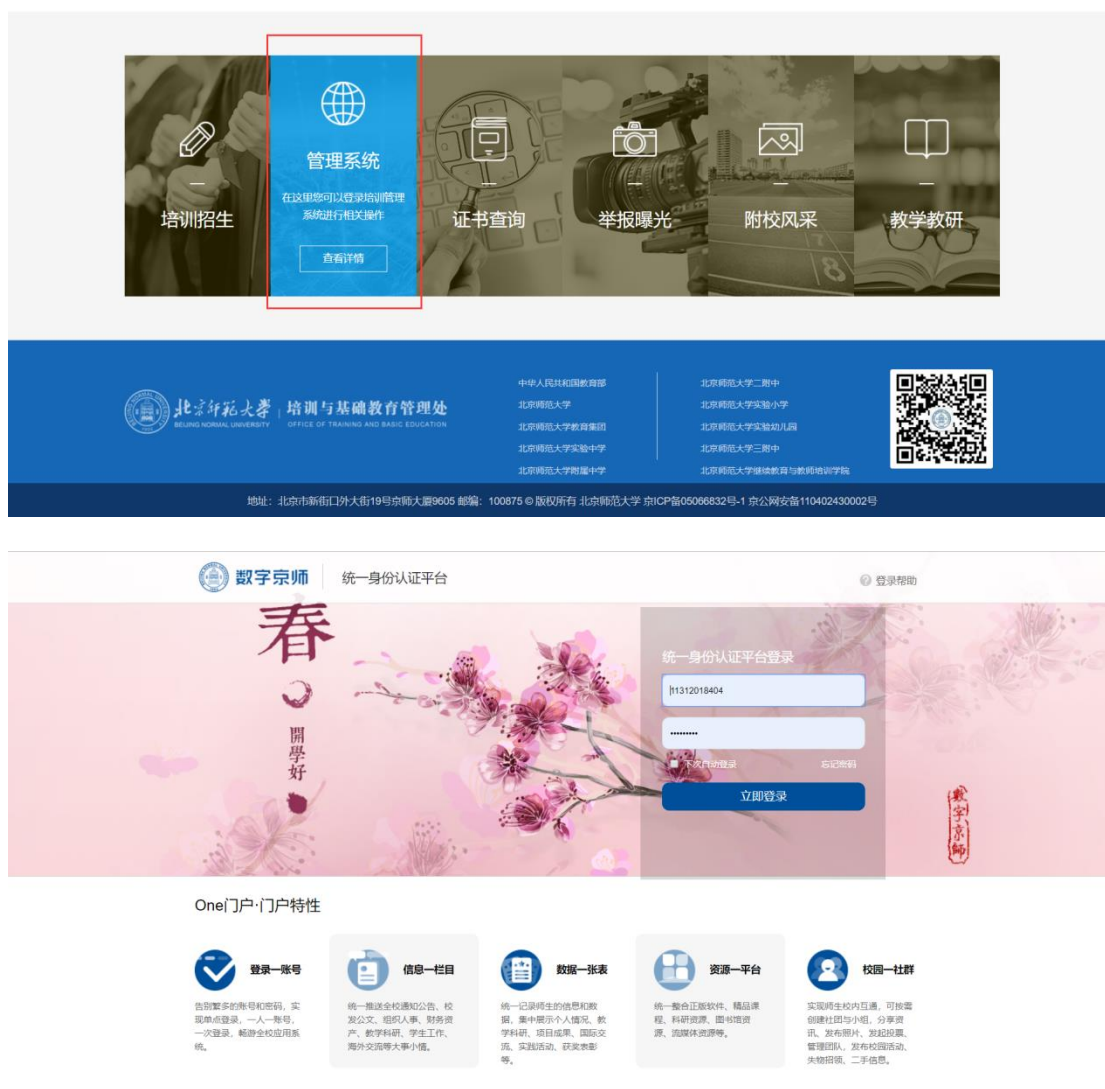 管理系统
在这里您可以登录培训管理
系统进行相关操作
查看详情
培训招生
证书查询
举报曝光
附校风采
教学教研
北京师范大学
BEIJING NORMAL UNIVERSITY
培训与基础教育管理处
OFFICE OF TRAINING AND BASIC EDUCATION
中华人民共和国教育部
北京师范大学
北京师范大学教育集团
北京师范大学实验中学
北京师范大学附属中学
北京师范大学二附中
北京师范大学实验小学
北京师范大学实验幼儿园
北京师范大学三附中
北京师范大学继续教育与教师培训学院
地址：北京市新街口外大街19号京师大厦9605 邮编：100875 © 版权所有 北京师范大学 京ICP备05066832号-1 京公网安备110402430002号
数字京师
统一身份认证平台
登录帮助
春
開學好
统一身份认证平台登录
11312018404
下次自动登录
忘记密码
立即登录
数字京師
One门户·门户特性
登录一账号
告别繁多的账号和密码，实
现单点登录，一人一账号，
一次登录，畅游全校应用系
统。
信息一栏目
统一推送全校通知公告、校
发公文、组织人事、财务资
产、教学科研、学生工作、
海外交流等大事小情。
数据一张表
统一记录师生的信息和数
据，集中展示个人情况、教
学科研、项目成果、国际交
流、实践活动、获奖表彰
等。
资源一平台
统一整合正版软件、精品课
程、科研资源、图书馆资
源、流媒体资源等。
校园一社群
实现师生校内互通，可按需
创建社团与小组，分享资
讯、发布照片、发起投票、
管理团队，发布校园活动、
失物招领、二手信息。